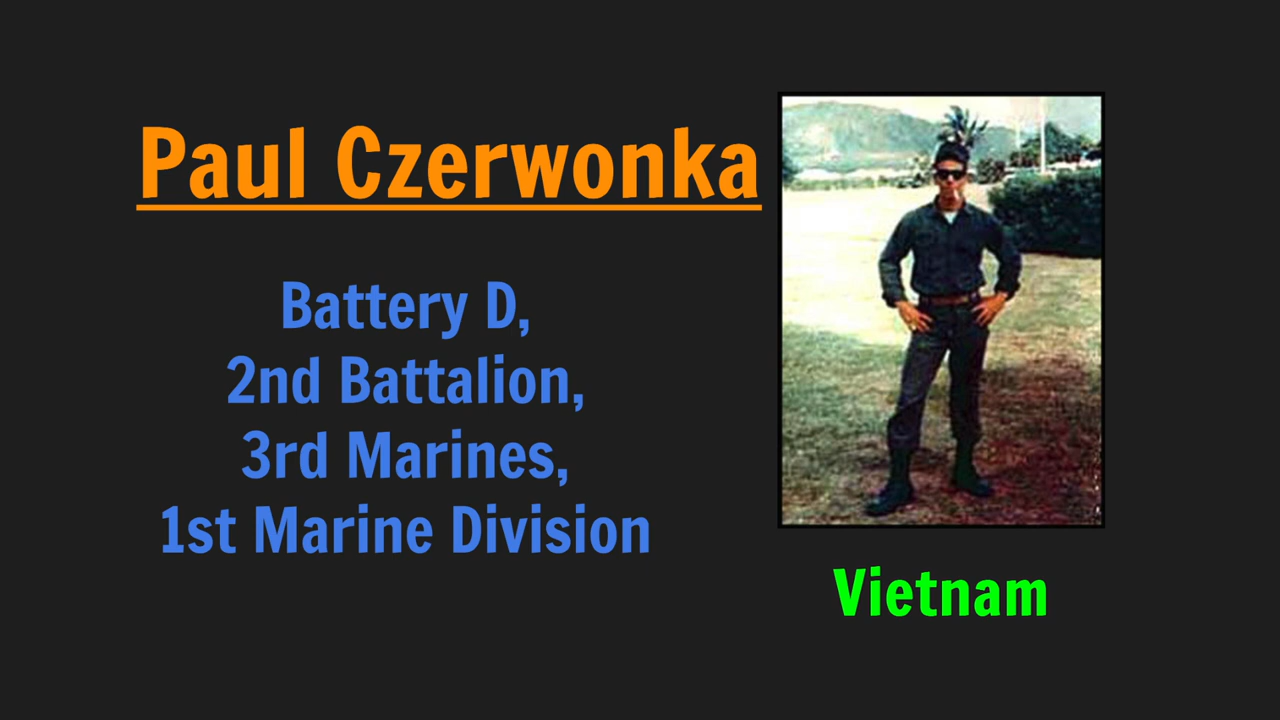 Paul Czerwonka
Battery D,
2nd Battalion,
3rd Marines,
1st Marine Division
Vietnam